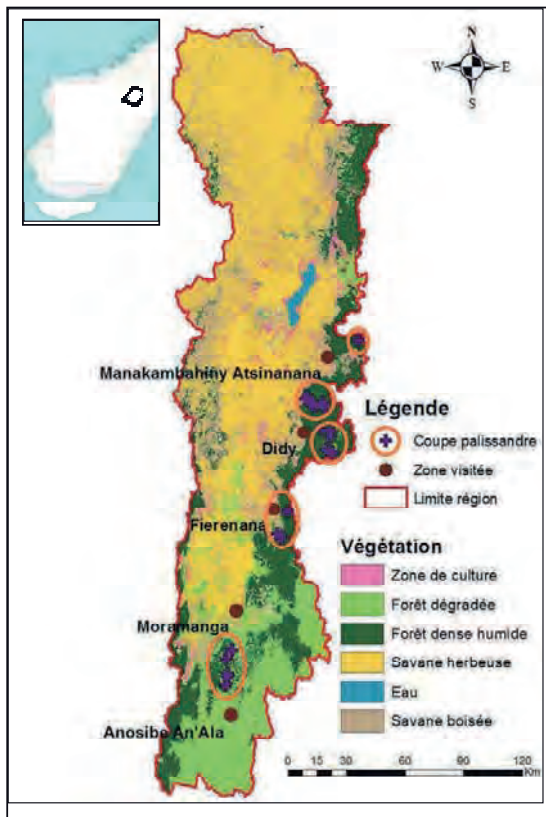 N
W E
S
Manakambahiny Atsinanana
Légende
Coupe palissandre
Didy
Zone visitée
Limite région
Fierenana
Végétation
Zone de culture
Forêt dégradée
Moramanga
Forêt dense humide
Savane herbeuse
Eau
Anosibe An'Ala
Savane boisée
0 15 30 60 90 120
Km